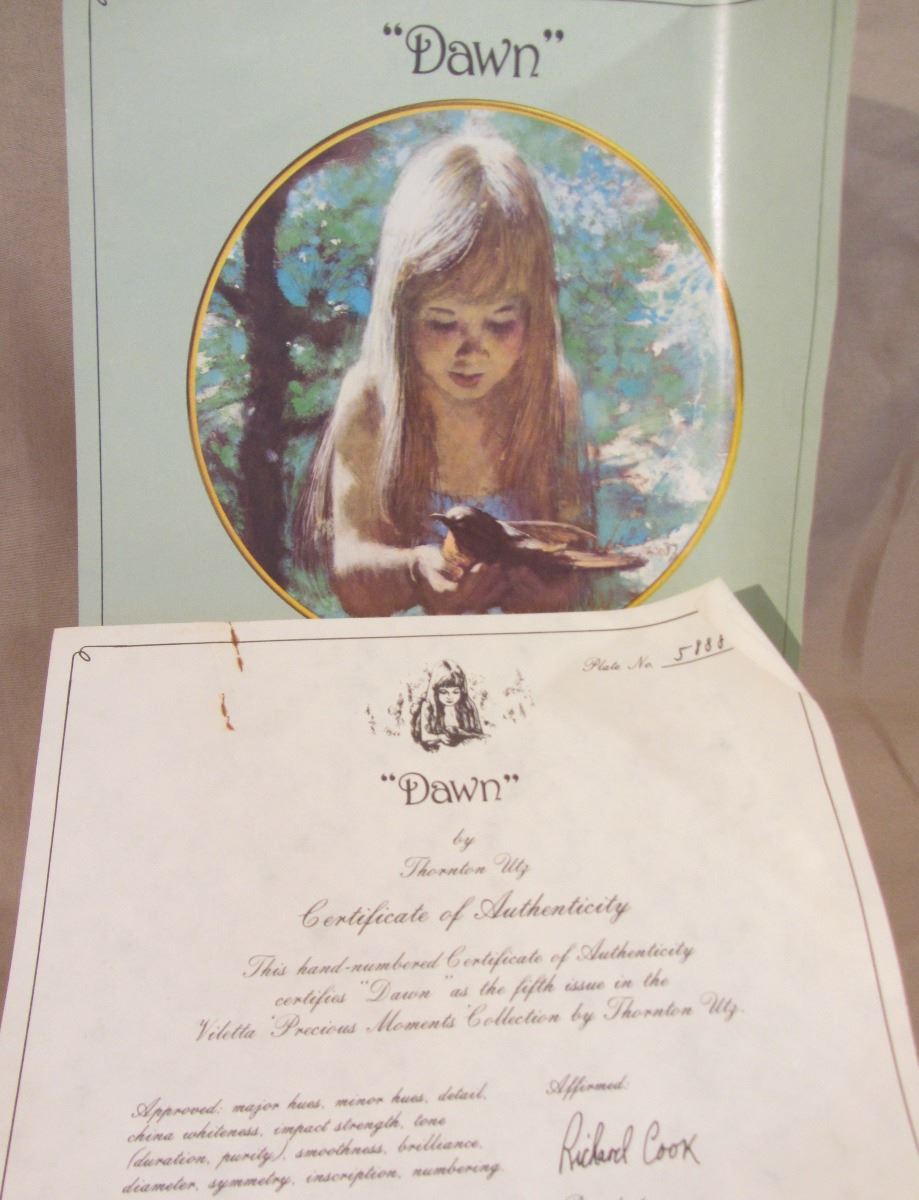 “Dawn”
Plate No. 5888
“Dawn”
by
Thornton Utz
Certificate of Authenticity
This hand-numbered Certificate of Authenticity
certifies “Dawn” as the fifth issue in the
Viletta ‘Precious Moments’ Collection by Thornton Utz.
Approved: major hues, minor hues, detail,
china whiteness, impact strength, tone
(duration, purity), smoothness, brilliance,
diameter, symmetry, inscription, numbering.
Affirmed:
Richard Cook